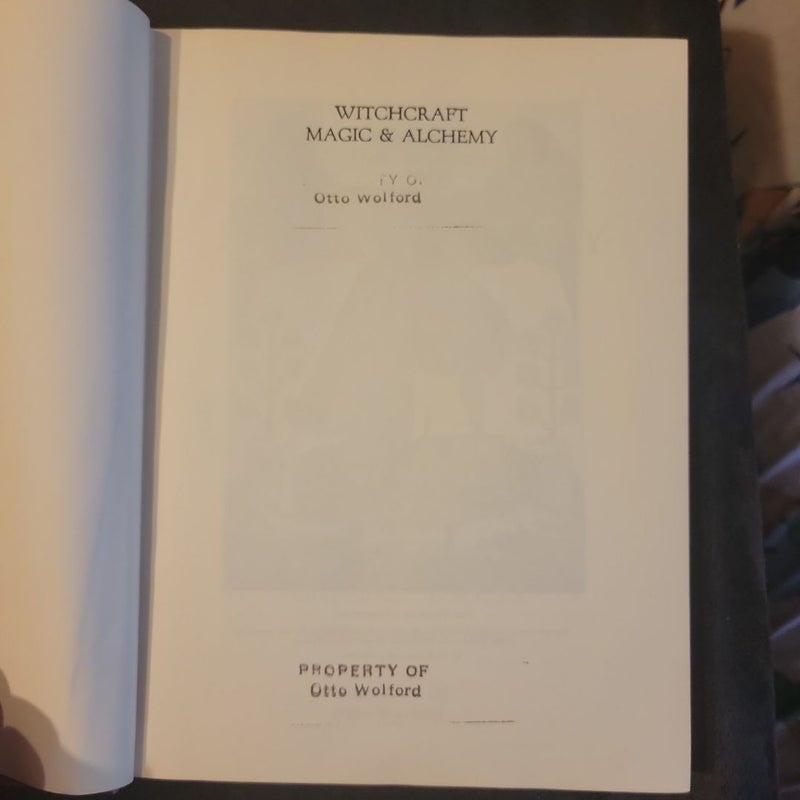 WITCHCRAFT
MAGIC & ALCHEMY
Otto Wolford
PROPERTY OF
Otto Wolford